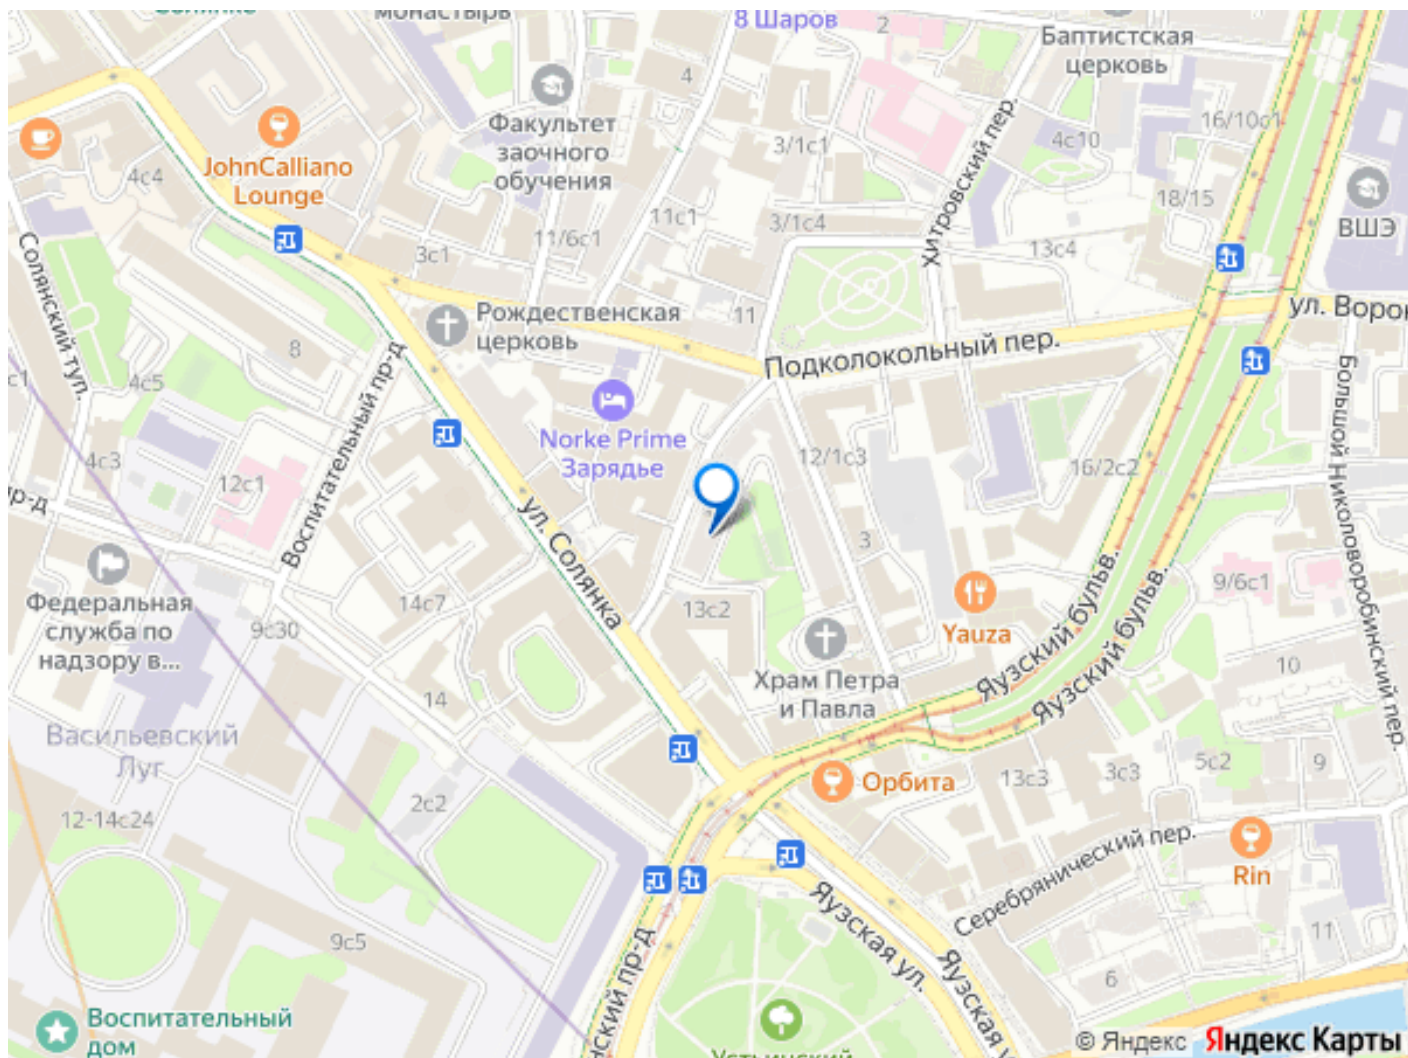 монастырь
8 Шаров
2
Баптистская
церковь
4
Факультет
заочного
обучения
JohnCalliano
Lounge
4с4
3/1с1
4с10
16/10с1
Хитровский пер.
18/15
ВШЭ
11с1
3/1с4
11/6с1
3с1
13с4
Солянский туп.
Рождественская
церковь
11
ул. Ворон
Подколокольный пер.
8
4с5
с1
Воспитательный пр-д
Norke Prime
Зарядье
12/1с3
16/2с2
Большой Николоворобинский пер.
4с3
12с1
р-д
ул. Солянка
3
Федеральная
служба по
надзору в...
9с30
14с7
13с2
9/6с1
Yauza
Яузский бульв.
Яузский бульв.
Храм Петра
и Павла
10
14
Васильевский
Луг
Орбита
13с3
3с3
5с2
9
2с2
12-14с24
Серебрянический пер.
Rin
9с5
Яузская ул.
Яузская ул.
11
6
нский пр-д
Воспитательный
дом
Устьинский
© Яндекс Яндекс Карты